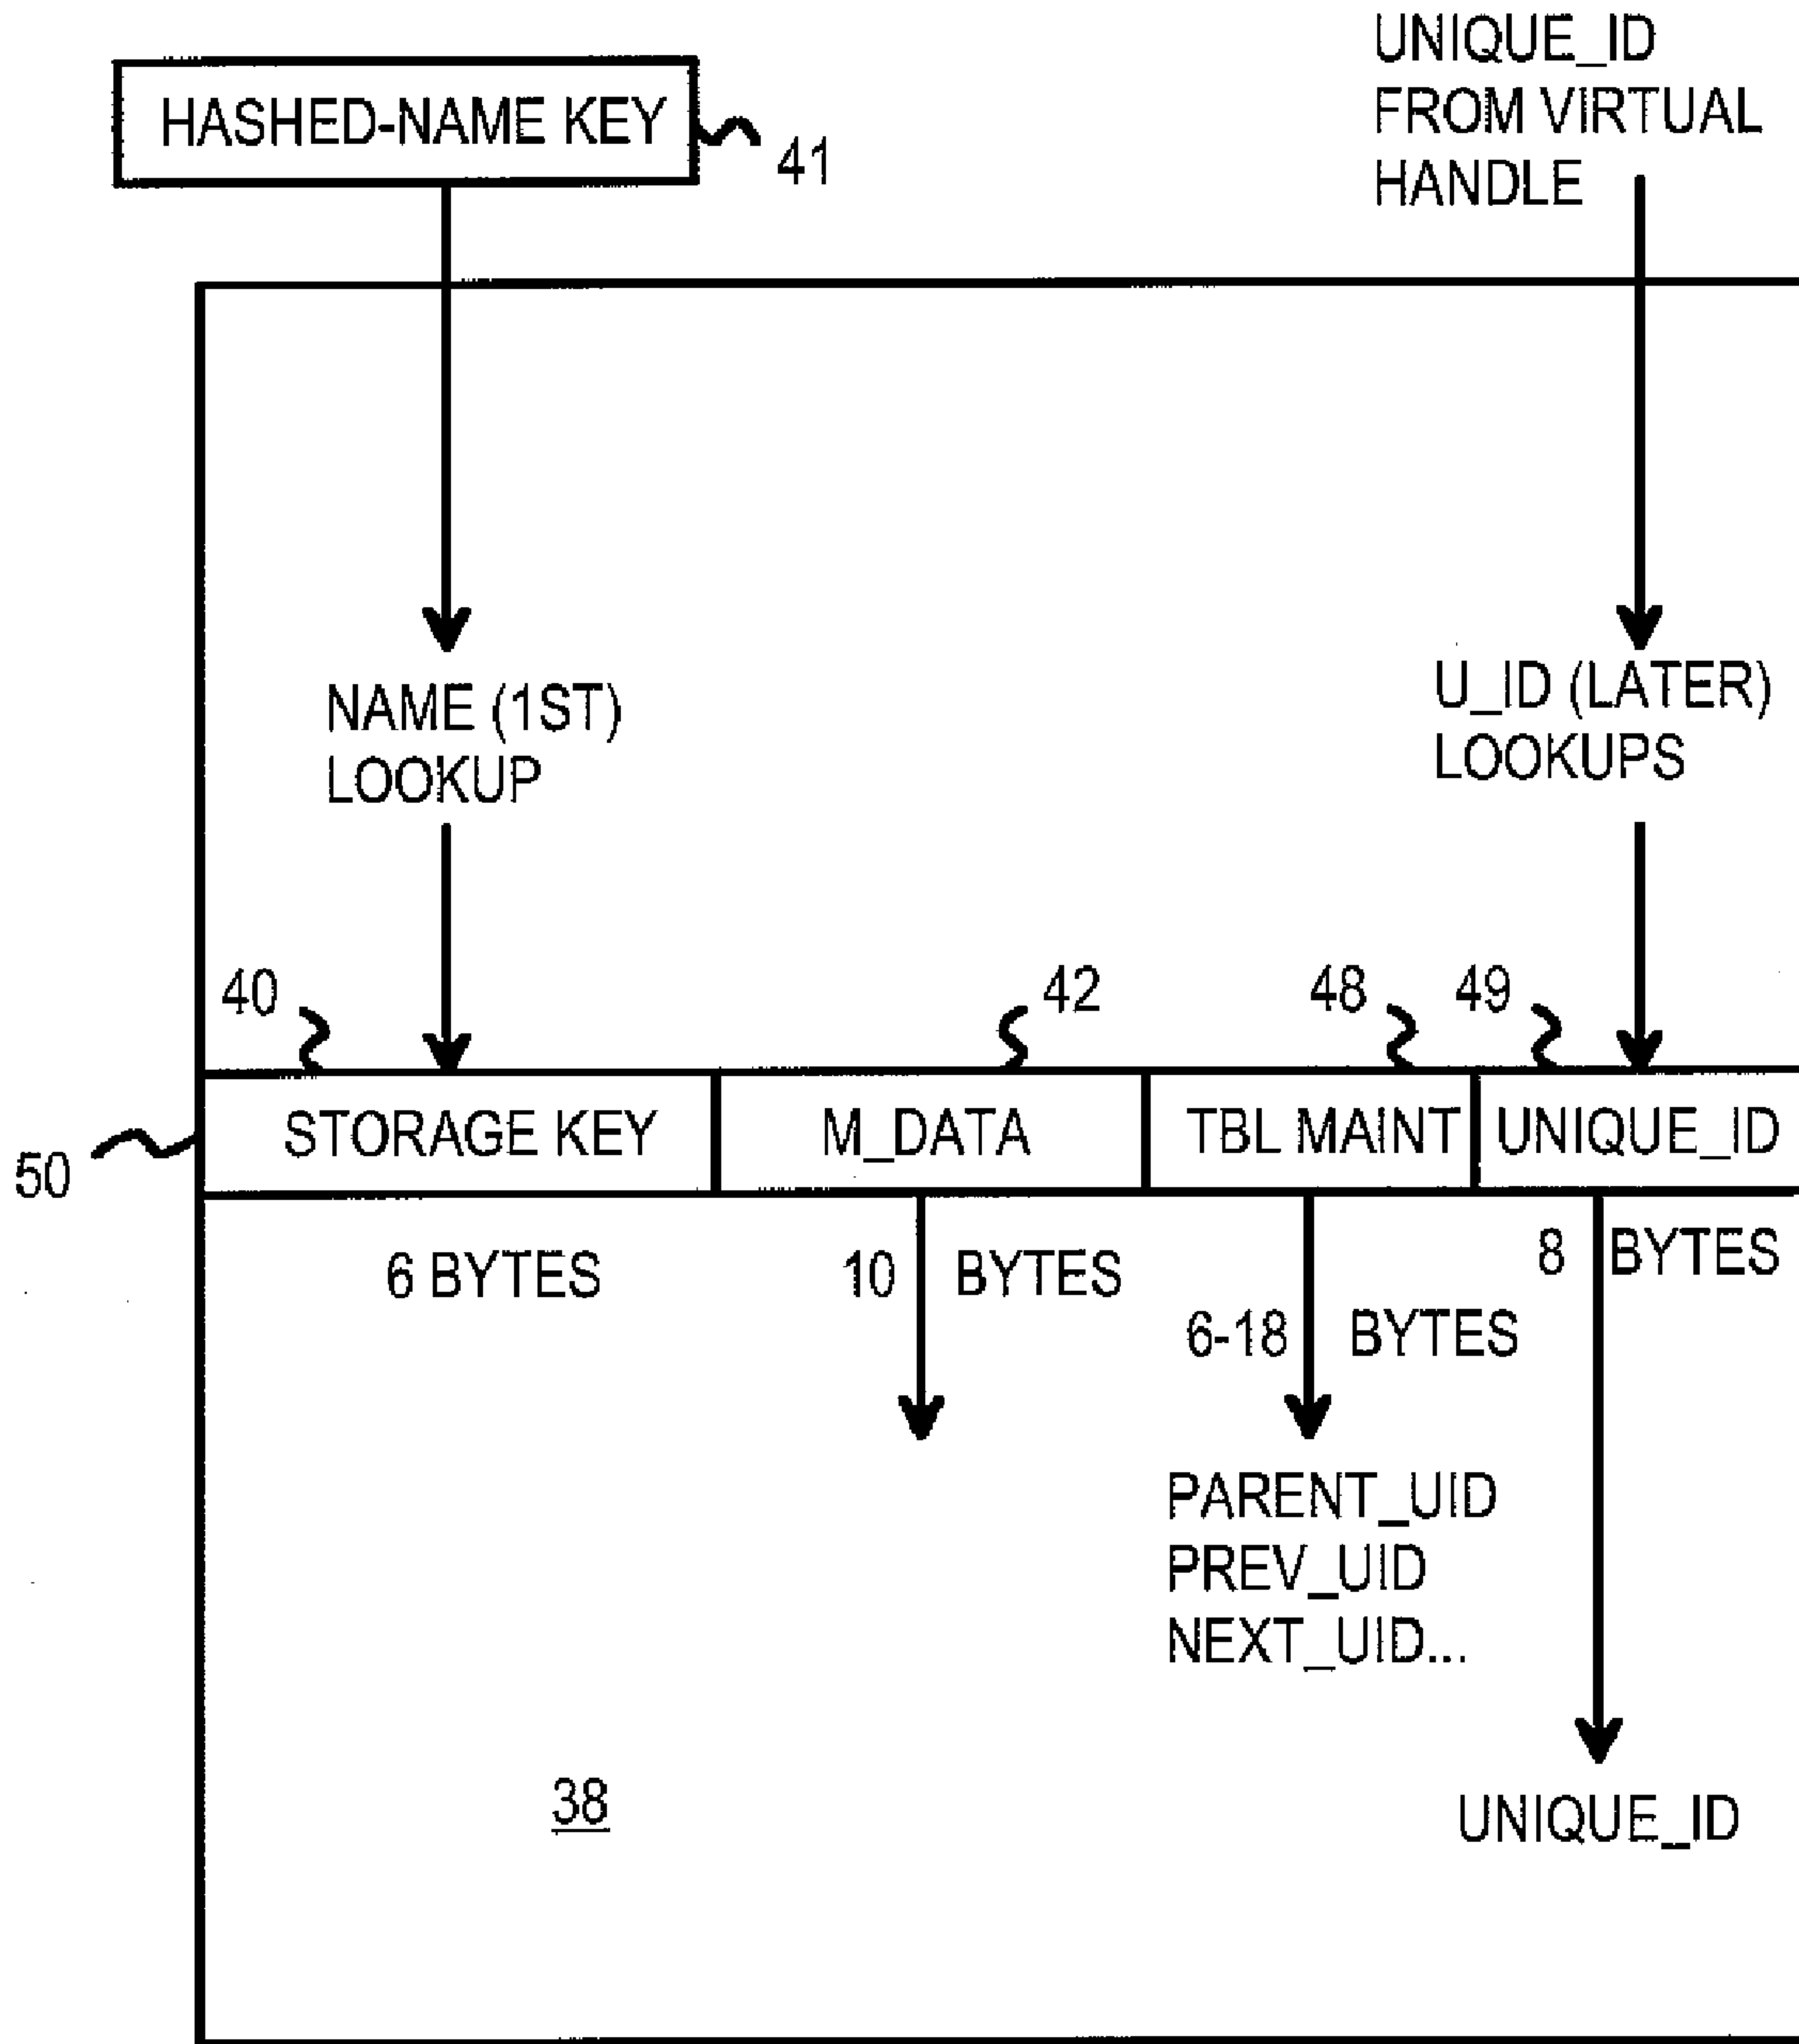 HASHED-NAME KEY
41
UNIQUE_ID
FROM VIRTUAL
HANDLE
NAME (1ST)
LOOKUP
U_ID (LATER)
LOOKUPS
40
42
48
49
50
STORAGE KEY
M_DATA
TBL MAINT
UNIQUE_ID
6 BYTES
10 BYTES
6-18 BYTES
8 BYTES
PARENT_UID
PREV_UID
NEXT_UID...
38
UNIQUE_ID